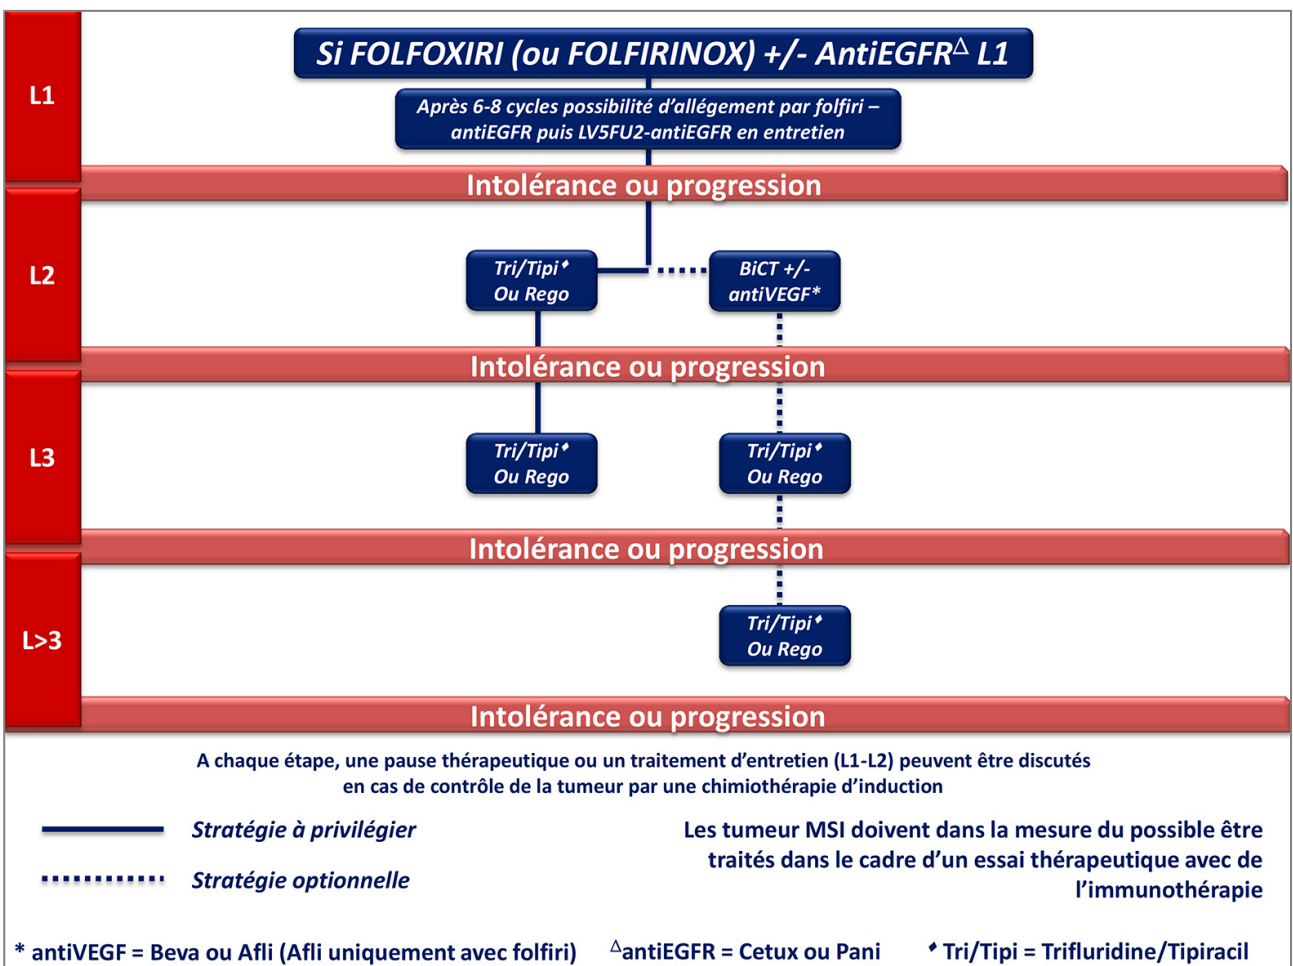 L1
Si FOLFOXIRI (ou FOLFIRINOX) +/- AntiEGFR^Δ L1
Après 6-8 cycles possibilité d'allégement par folfiri –
antiEGFR puis LV5FU2-antiEGFR en entretien
Intolérance ou progression
L2
Tri/Tipi♦
Ou Rego
BiCT +/-
antiVEGF*
Intolérance ou progression
L3
Tri/Tipi♦
Ou Rego
Tri/Tipi♦
Ou Rego
Intolérance ou progression
L>3
Tri/Tipi♦
Ou Rego
Intolérance ou progression
A chaque étape, une pause thérapeutique ou un traitement d'entretien (L1-L2) peuvent être discutés
en cas de contrôle de la tumeur par une chimiothérapie d'induction
Stratégie à privilégier
Stratégie optionnelle
Les tumeur MSI doivent dans la mesure du possible être
traités dans le cadre d'un essai thérapeutique avec de
l'immunothérapie
* antiVEGF = Beva ou Afli (Afli uniquement avec folfiri)
ΔantiEGFR = Cetux ou Pani
♦ Tri/Tipi = Trifluridine/Tipiracil